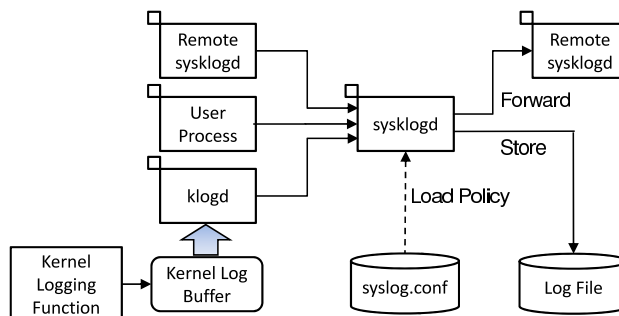 Remote
sysklogd
User
Process
klogd
Kernel
Logging
Function
Kernel Log
Buffer
sysklogd
Load Policy
syslog.conf
Forward
Store
Remote
sysklogd
Log File